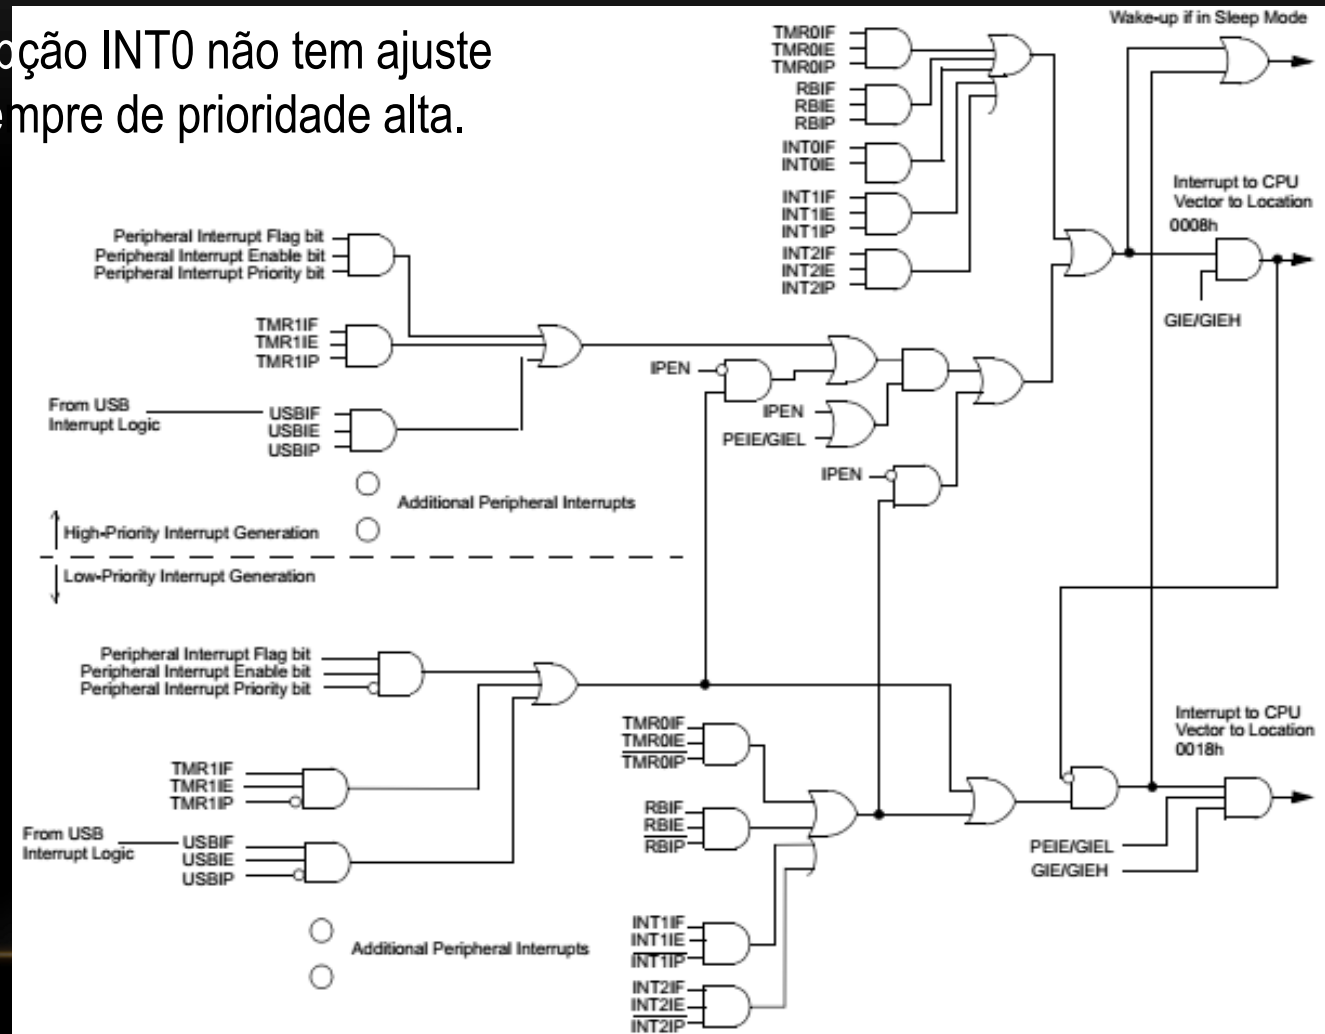 ção INT0 não tem ajuste
mpre de prioridade alta.
Wake-up if in Sleep Mode
TMR0IF
TMR0IE
TMR0IP
RBIF
RBIE
RBIP
INT0IF
INT0IE
INT1IF
INT1IE
INT1IP
INT2IF
INT2IE
INT2IP
Interrupt to CPU
Vector to Location
0008h
GIE/GIEH
Peripheral Interrupt Flag bit
Peripheral Interrupt Enable bit
Peripheral Interrupt Priority bit
TMR1IF
TMR1IE
TMR1IP
From USB
Interrupt Logic
USBIF
USBIE
USBIP
IPEN
IPEN
PEIE/GIEL
IPEN
Additional Peripheral Interrupts
High-Priority Interrupt Generation
Low-Priority Interrupt Generation
Peripheral Interrupt Flag bit
Peripheral Interrupt Enable bit
Peripheral Interrupt Priority bit
TMR1IF
TMR1IE
TMR1IP
From USB
Interrupt Logic
USBIF
USBIE
USBIP
Additional Peripheral Interrupts
TMR0IF
TMR0IE
TMR0IP
RBIF
RBIE
RBIP
INT1IF
INT1IE
INT1IP
INT2IF
INT2IE
INT2IP
Interrupt to CPU
Vector to Location
0018h
PEIE/GIEL
GIE/GIEH